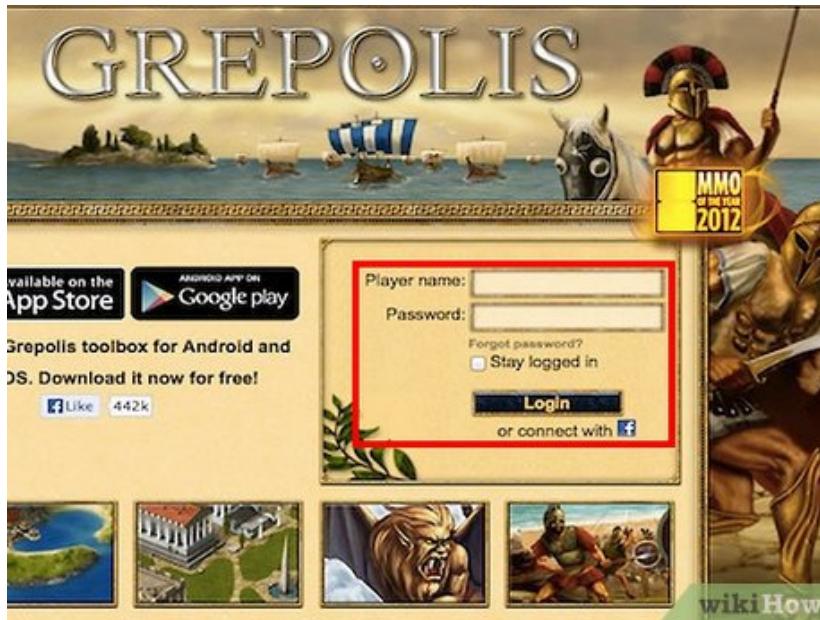 GREPOLIS
MMO
OF THE YEAR
2012
vailable on the
App Store
ANDROID APP ON
Google play
Grepolis toolbox for Android and
OS. Download it now for free!
Like 442k
Player name:
Password:
Forgot password?
Stay logged in
Login
or connect with f
wikiHow